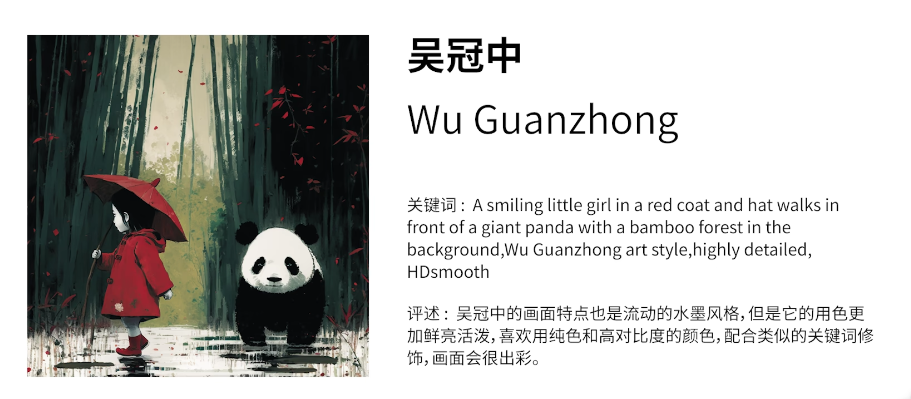 吴冠中
Wu Guanzhong
关键词：A smiling little girl in a red coat and hat walks in
front of a giant panda with a bamboo forest in the
background,Wu Guanzhong art style,highly detailed,
HDsmooth
评述：吴冠中的画面特点也是流动的水墨风格，但是它的用色更
加鲜亮活泼，喜欢用纯色和高对比度的颜色，配合类似的关键词修
饰，画面会很出彩。